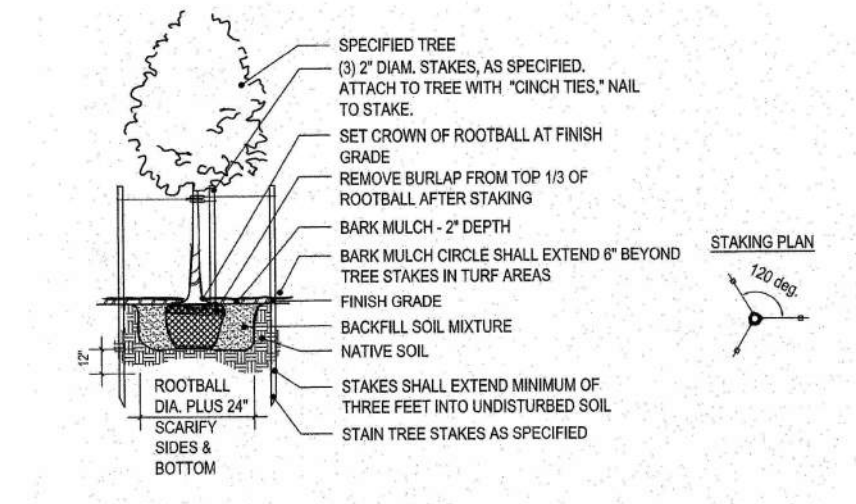 SPECIFIED TREE
(3) 2" DIAM. STAKES, AS SPECIFIED.
ATTACH TO TREE WITH "CINCH TIES," NAIL
TO STAKE.
SET CROWN OF ROOTBALL AT FINISH
GRADE
REMOVE BURLAP FROM TOP 1/3 OF
ROOTBALL AFTER STAKING
BARK MULCH - 2" DEPTH
BARK MULCH CIRCLE SHALL EXTEND 6" BEYOND
TREE STAKES IN TURF AREAS
FINISH GRADE
BACKFILL SOIL MIXTURE
NATIVE SOIL
STAKES SHALL EXTEND MINIMUM OF
THREE FEET INTO UNDISTURBED SOIL
STAIN TREE STAKES AS SPECIFIED
12"
ROOTBALL
DIA. PLUS 24"
SCARIFY
SIDES &
BOTTOM
STAKING PLAN
120 deg.